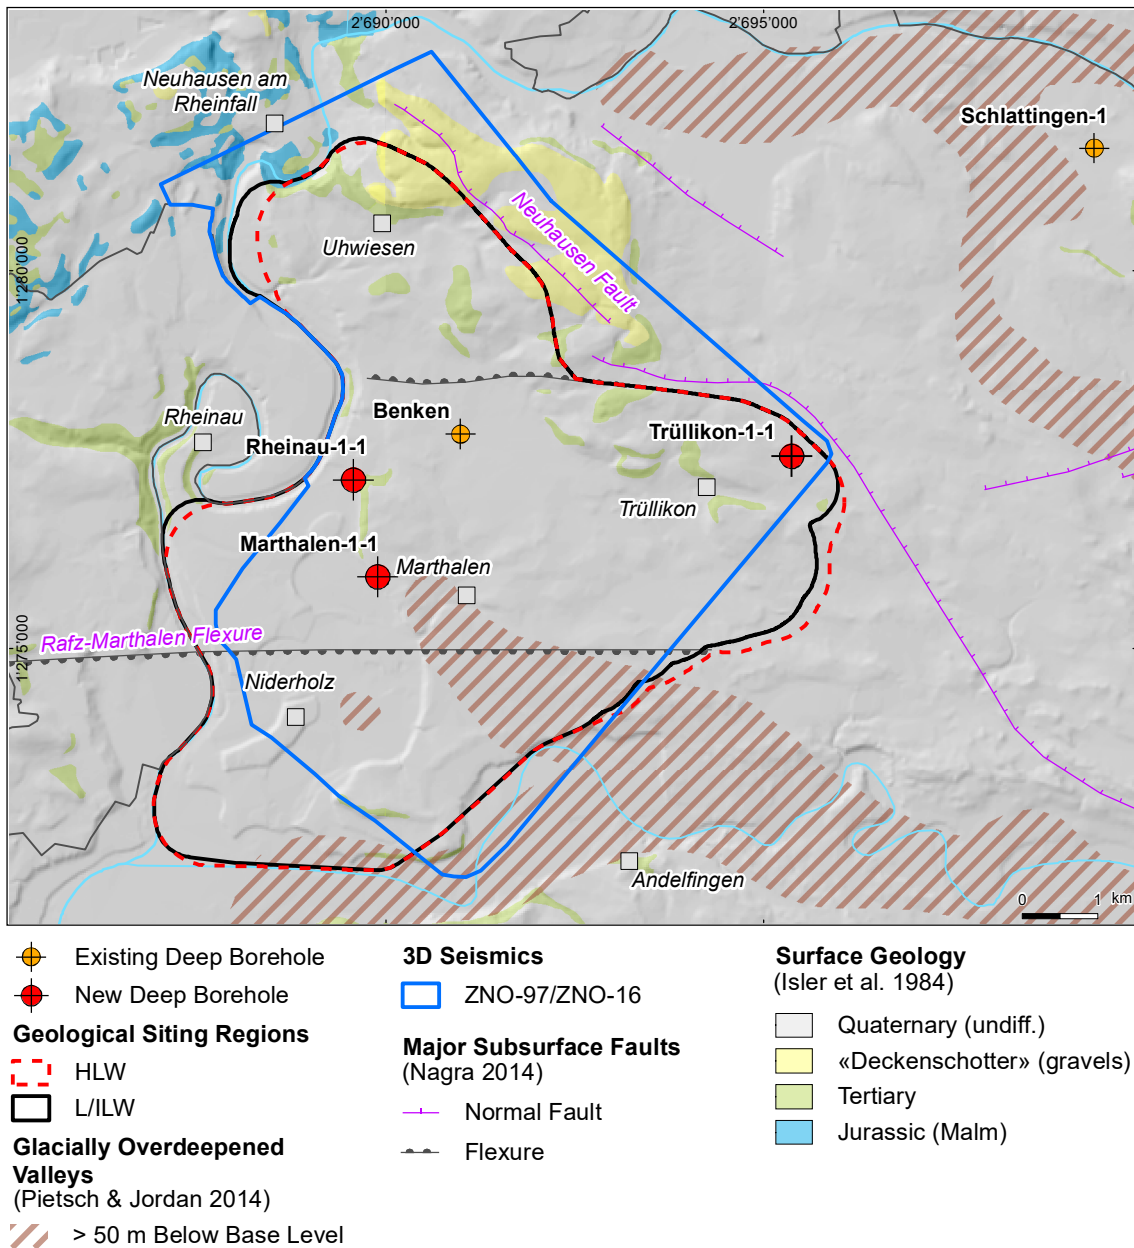 2'690'000
2'695'000
Neuhausen am
Rheinfall
Schlattingen-1
Uhwiesen
Neuhausen Fault
1'280'000
Rheinau
Benken
Rheinau-1-1
Trüllikon-1-1
Trüllikon
Marthalen-1-1
Marthalen
Rafz-Marthalen Flexure
1'275'000
Niderholz
Andelfingen
0 1 km
Existing Deep Borehole
New Deep Borehole
Geological Siting Regions
HLW
L/ILW
Glacially Overdeepened
Valleys
(Pietsch & Jordan 2014)
> 50 m Below Base Level
3D Seismics
ZNO-97/ZNO-16
Major Subsurface Faults
(Nagra 2014)
Normal Fault
Flexure
Surface Geology
(Isler et al. 1984)
Quaternary (undiff.)
«Deckenschotter» (gravels)
Tertiary
Jurassic (Malm)